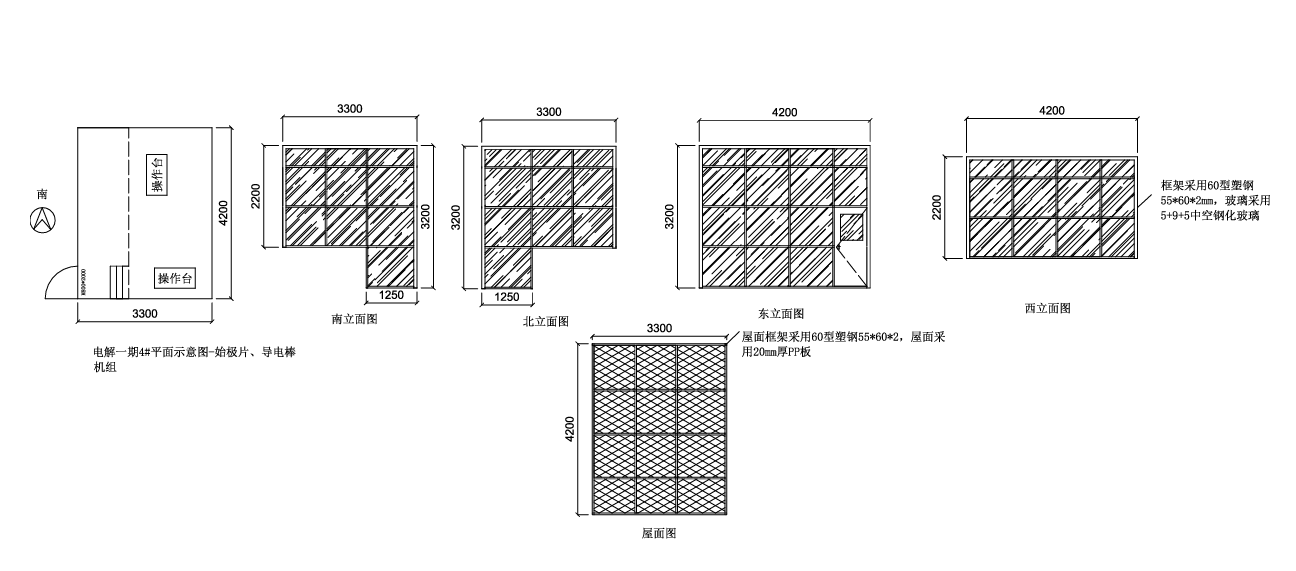 南
操作台
操作台
4200
3300
电解一期4#平面示意图-始极片、导电棒
机组
3300
2200
3200
1250
南立面图
3300
3200
1250
北立面图
4200
3200
东立面图
4200
2200
框架采用60型塑钢
55*60*2mm，玻璃采用
5+9+5中空钢化玻璃
西立面图
3300
4200
屋面框架采用60型塑钢55*60*2，屋面采
用20mm厚PP板
屋面图